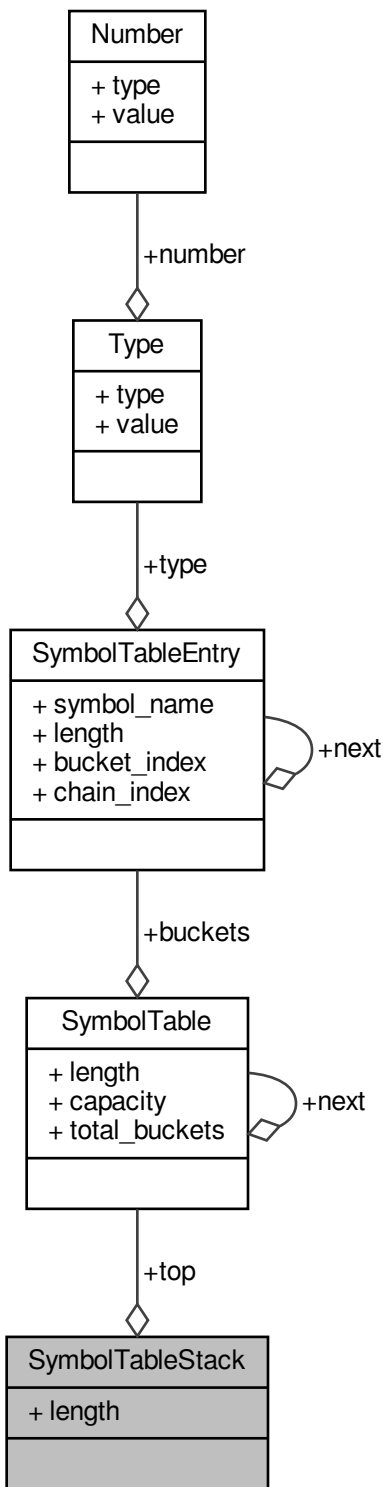 Number
+ type
+ value
+number
Type
+ type
+ value
+type
SymbolTableEntry
+ symbol_name
+ length
+ bucket_index
+ chain_index
+next
+buckets
SymbolTable
+ length
+ capacity
+ total_buckets
+next
+top
SymbolTableStack
+ length